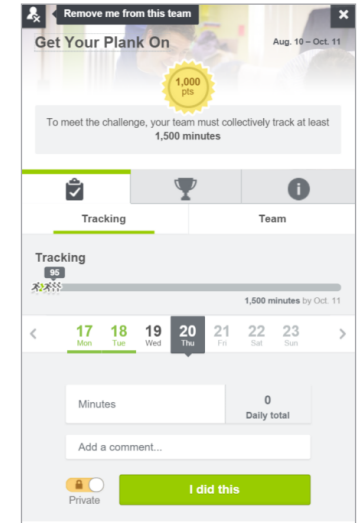 Remove me from this team
Get Your Plank On
Aug. 10 – Oct. 11
1,000
pts
To meet the challenge, your team must collectively track at least
1,500 minutes
Tracking
Team
Tracking
95
1,500 minutes by Oct. 11
17 18 19 20 21 22 23
Mon Tue Wed Thu Fri Sat Sun
Minutes
0
Daily total
Add a comment...
Private
I did this